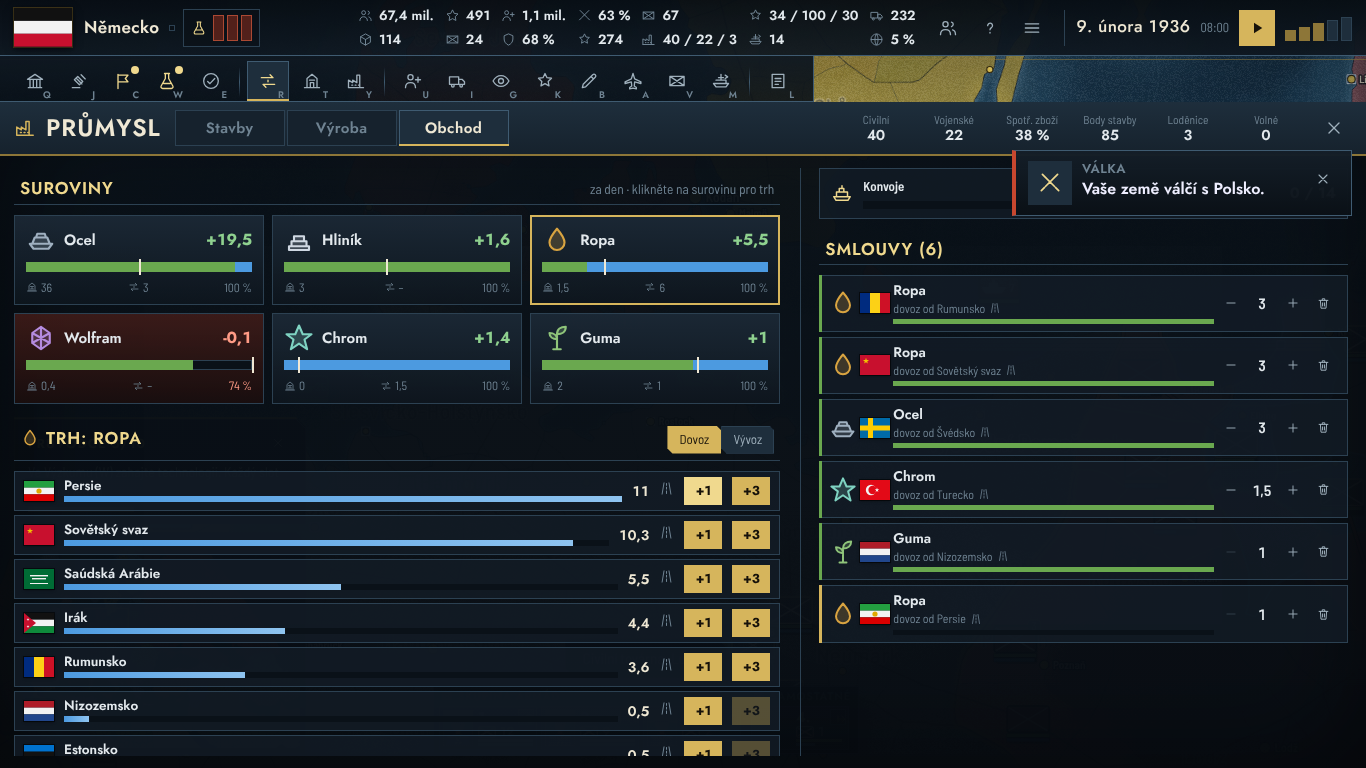 Německo
67,4 mil. 491 1,1 mil. 63 % 67 34 / 100 / 30 232
114 24 68 % 274 40 / 22 / 3 14 5 %
?
9. února 1936 08:00
Q J C W E R T Y U I G K B A V M L
PRŮMYSL
Stavby
Výroba
Obchod
Civilní Vojenské Spotř. zboží Body stavby Loděnice Volné
40 22 38 % 85 3 0
VÁLKA
Vaše země válčí s Polsko.
SUROVINY
za den · klikněte na surovinu pro trh
Ocel +19,5
36 3 100 %
Hliník +1,6
3 – 100 %
Ropa +5,5
1,5 6 100 %
Wolfram -0,1
0,4 – 74 %
Chrom +1,4
0 1,5 100 %
Guma +1
2 1 100 %
TRH: ROPA
Dovoz
Vývoz
Persie 11 +1 +3
Sovětský svaz 10,3 +1 +3
Saúdská Arábie 5,5 +1 +3
Irák 4,4 +1 +3
Rumunsko 3,6 +1 +3
Nizozemsko 0,5 +1 +3
Estonsko 0,5 +1 +3
Konvoje
SMLOUVY (6)
Ropa
dovoz od Rumunsko
− 3 +
Ropa
dovoz od Sovětský svaz
− 3 +
Ocel
dovoz od Švédsko
− 3 +
Chrom
dovoz od Turecko
− 1,5 +
Guma
dovoz od Nizozemsko
− 1 +
Ropa
dovoz od Persie
− 1 +